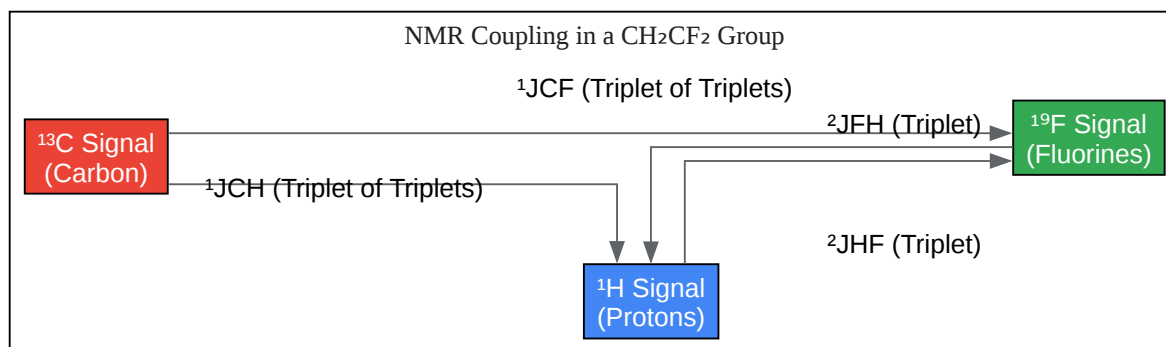 NMR Coupling in a CH₂CF₂ Group
¹JCF (Triplet of Triplets)
¹³C Signal
(Carbon)
²JFH (Triplet)
¹⁹F Signal
(Fluorines)
¹JCH (Triplet of Triplets)
²JHF (Triplet)
¹H Signal
(Protons)